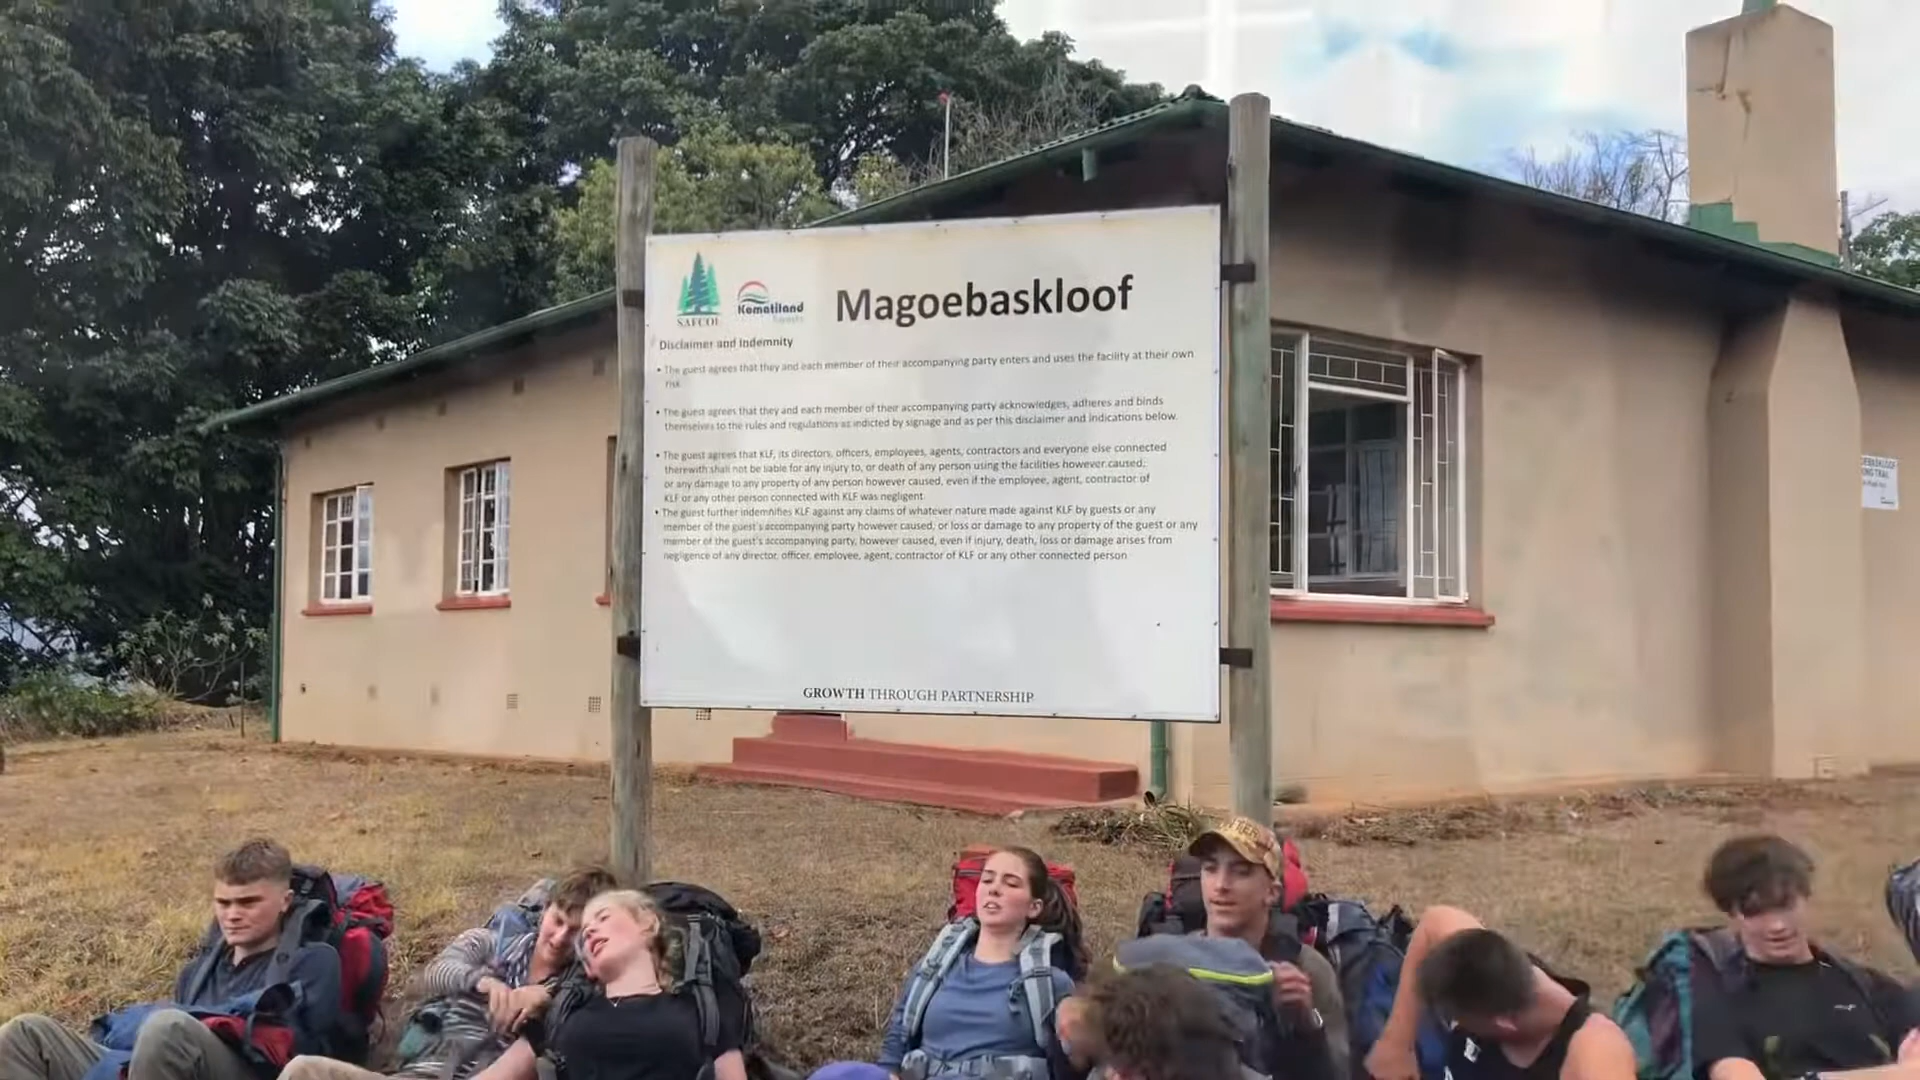 SAFCOL
Komatiland
Forests
Magoebaskloof
Disclaimer and Indemnity
• The guest agrees that they and each member of their accompanying party enters and uses the facility at their own
risk
• The guest agrees that they and each member of their accompanying party acknowledges, adheres and binds
themselves to the rules and regulations as indicted by signage and as per this disclaimer and indications below.
• The guest agrees that KLF, its directors, officers, employees, agents, contractors and everyone else connected
therewith shall not be liable for any injury to, or death of any person using the facilities however caused;
or any damage to any property of any person however caused, even if the employee, agent, contractor of
KLF or any other person connected with KLF was negligent
• The guest further indemnifies KLF against any claims of whatever nature made against KLF by guests or any
member of the guest's accompanying party however caused, or loss or damage to any property of the guest or any
member of the guest's accompanying party, however caused, even if injury, death, loss or damage arises from
negligence of any director, officer, employee, agent, contractor of KLF or any other connected person
GROWTH THROUGH PARTNERSHIP